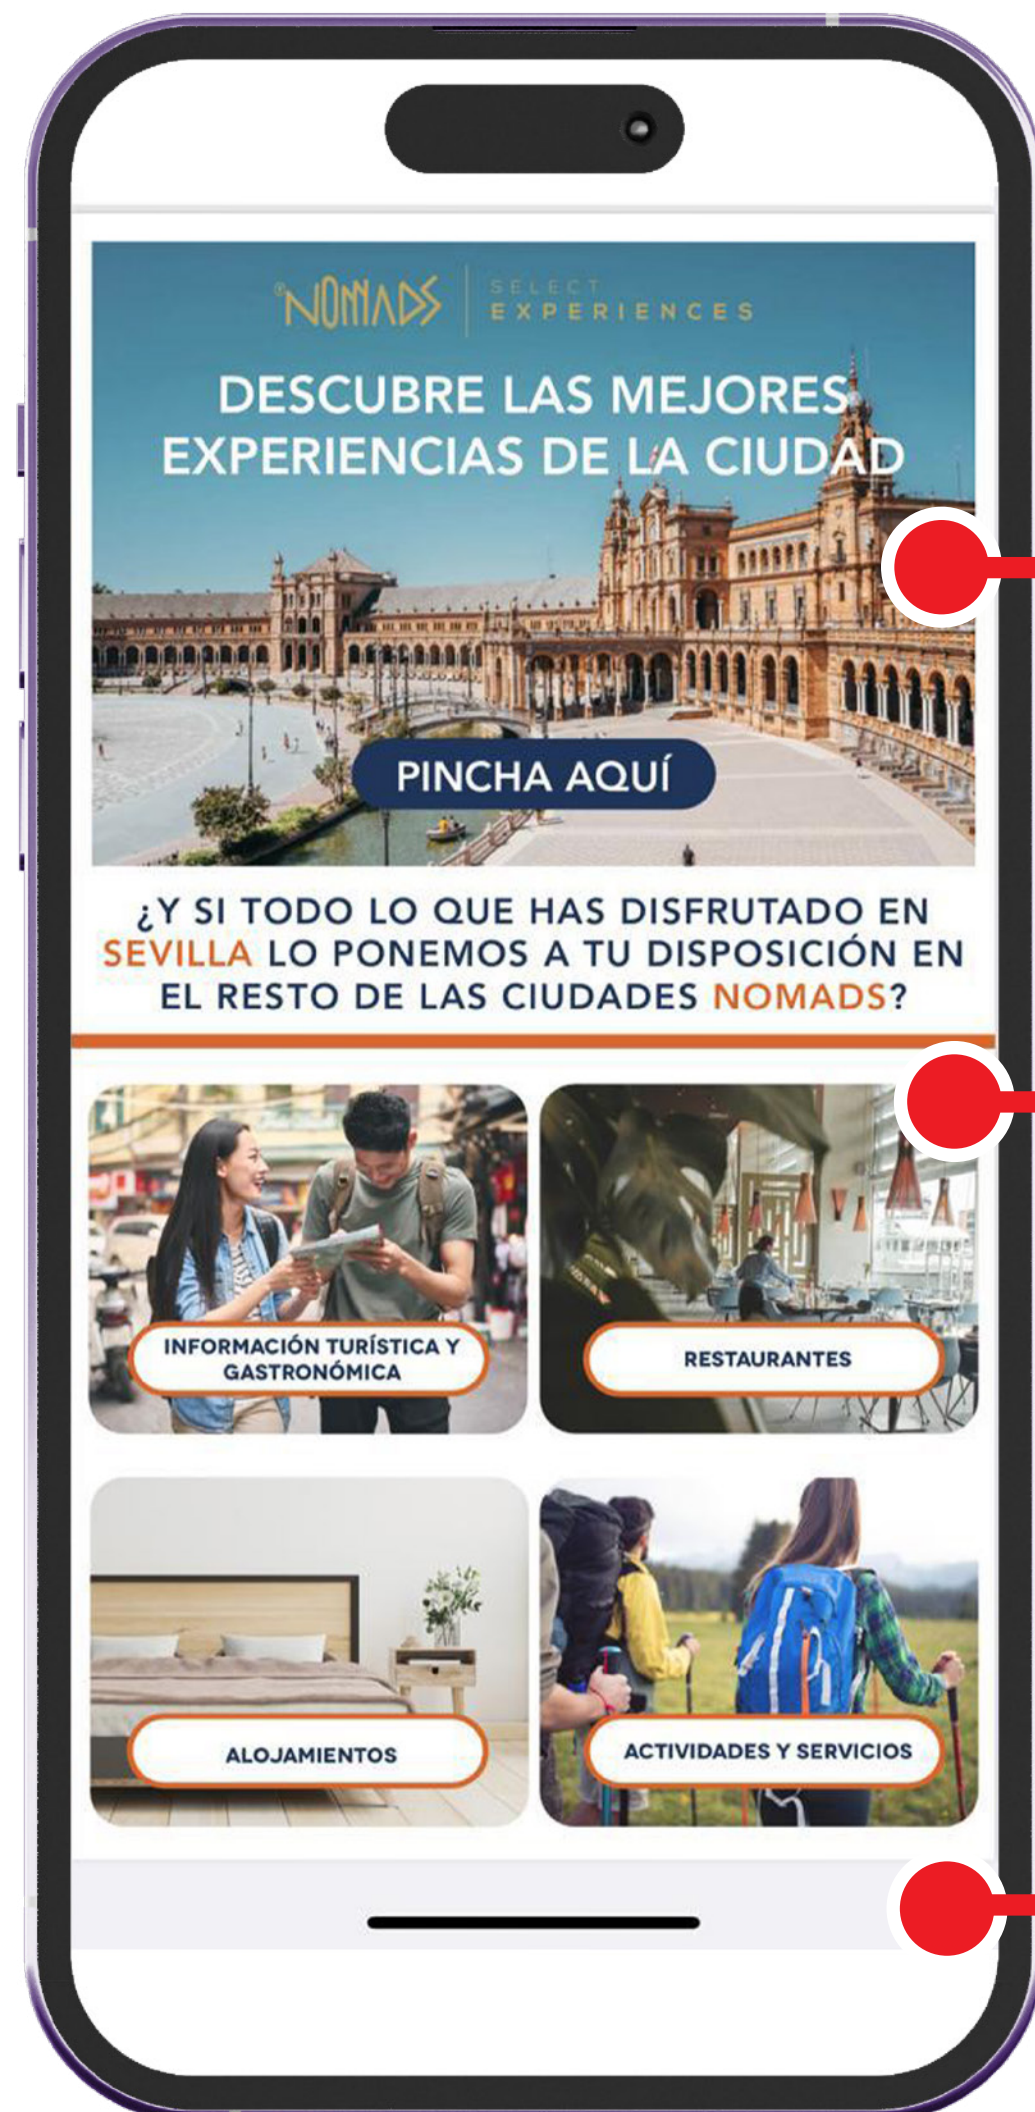 NOMADS
SELECT
EXPERIENCES
DESCUBRE LAS MEJORES
EXPERIENCIAS DE LA CIUDAD
PINCHA AQUÍ
¿Y SI TODO LO QUE HAS DISFRUTADO EN
SEVILLA LO PONEMOS A TU DISPOSICIÓN EN
EL RESTO DE LAS CIUDADES NOMADS?
INFORMACIÓN TURÍSTICA Y
GASTRONÓMICA
RESTAURANTES
ALOJAMIENTOS
ACTIVIDADES Y SERVICIOS